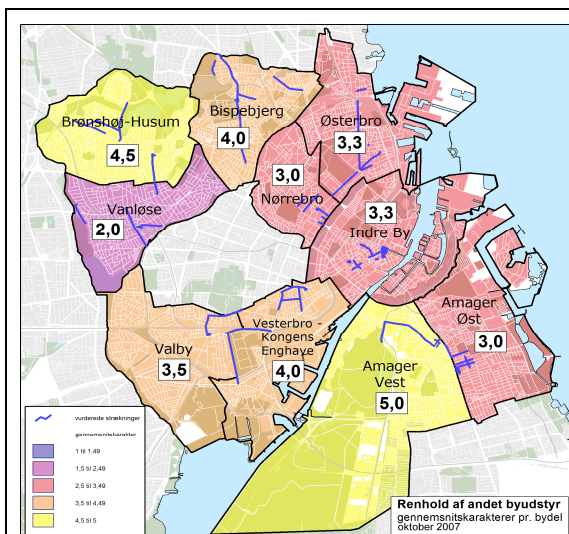 Brønshøj-Husum
4,5
Bispebjerg
4,0
Østerbro
3,3
3,0
Nørrebro
Vanløse
2,0
3,3
Indre By
Amager
Øst
3,0
Valby
3,5
Vesterbro -
Kongens
Enghave
4,0
Amager
Vest
5,0
vurderede strækninger
gennemsnitskarakter
1 til 1,49
1,5 til 2,49
2,5 til 3,49
3,5 til 4,49
4,5 til 5
Renhold af andet byudstyr
gennemsnitskarakterer pr. bydel
oktober 2007